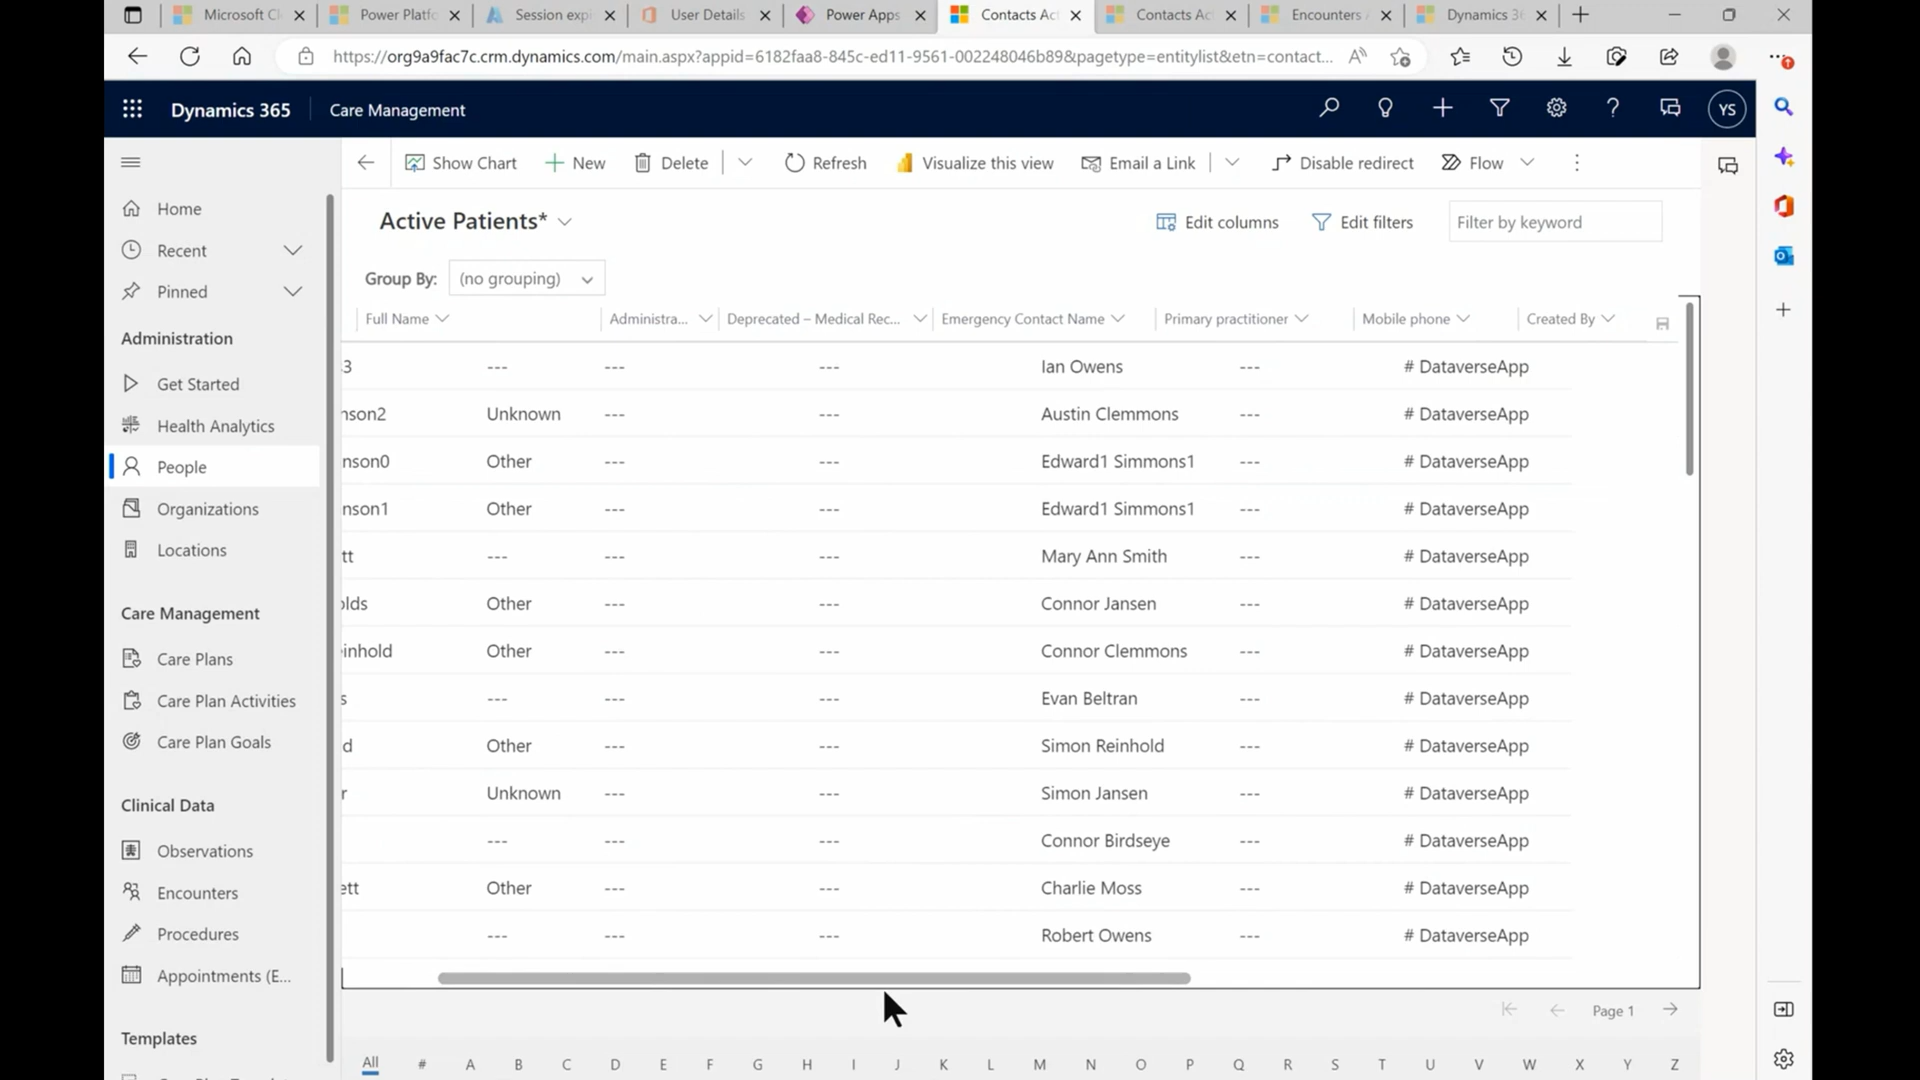 Microsoft Cl
Power Platfo
Session expi
User Details
Power Apps
Contacts Act
Contacts Act
Encounters A
Dynamics 36
https://org9a9fac7c.crm.dynamics.com/main.aspx?appid=6182faa8-845c-ed11-9561-002248046b89&pagetype=entitylist&etn=contact...
Dynamics 365
Care Management
YS
Show Chart
New
Delete
Refresh
Visualize this view
Email a Link
Disable redirect
Flow
Home
Recent
Pinned
Administration
Get Started
Health Analytics
People
Organizations
Locations
Care Management
Care Plans
Care Plan Activities
Care Plan Goals
Clinical Data
Observations
Encounters
Procedures
Appointments (E...
Templates
Active Patients*
Edit columns
Edit filters
Filter by keyword
Group By: (no grouping)
Full Name Administra... Deprecated – Medical Rec... Emergency Contact Name Primary practitioner Mobile phone Created By
3 --- --- --- Ian Owens --- # DataverseApp
nson2 Unknown --- --- Austin Clemmons --- # DataverseApp
nson0 Other --- --- Edward1 Simmons1 --- # DataverseApp
nson1 Other --- --- Edward1 Simmons1 --- # DataverseApp
tt --- --- --- Mary Ann Smith --- # DataverseApp
olds Other --- --- Connor Jansen --- # DataverseApp
einhold Other --- --- Connor Clemmons --- # DataverseApp
s --- --- --- Evan Beltran --- # DataverseApp
d Other --- --- Simon Reinhold --- # DataverseApp
r Unknown --- --- Simon Jansen --- # DataverseApp
--- --- --- Connor Birdseye --- # DataverseApp
ett Other --- --- Charlie Moss --- # DataverseApp
--- --- --- Robert Owens --- # DataverseApp
Page 1
All # A B C D E F G H I J K L M N O P Q R S T U V W X Y Z